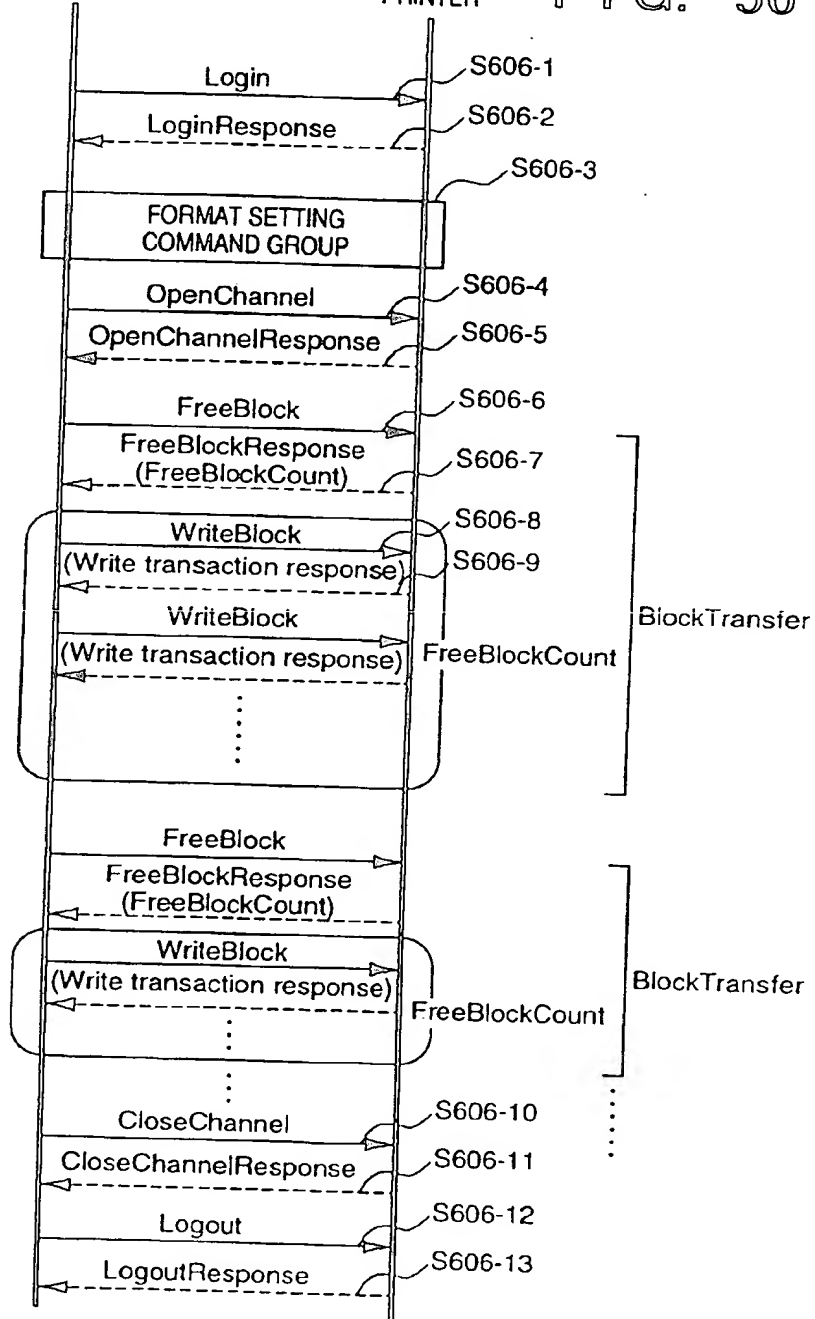 PRINTER
FIG. 30
Login
S606-1
LoginResponse
S606-2
S606-3
FORMAT SETTING
COMMAND GROUP
OpenChannel
S606-4
OpenChannelResponse
S606-5
FreeBlock
S606-6
FreeBlockResponse
(FreeBlockCount)
S606-7
WriteBlock
S606-8
(Write transaction response)
S606-9
WriteBlock
(Write transaction response)
FreeBlockCount
BlockTransfer
FreeBlock
FreeBlockResponse
(FreeBlockCount)
WriteBlock
(Write transaction response)
FreeBlockCount
BlockTransfer
CloseChannel
S606-10
CloseChannelResponse
S606-11
Logout
S606-12
LogoutResponse
S606-13